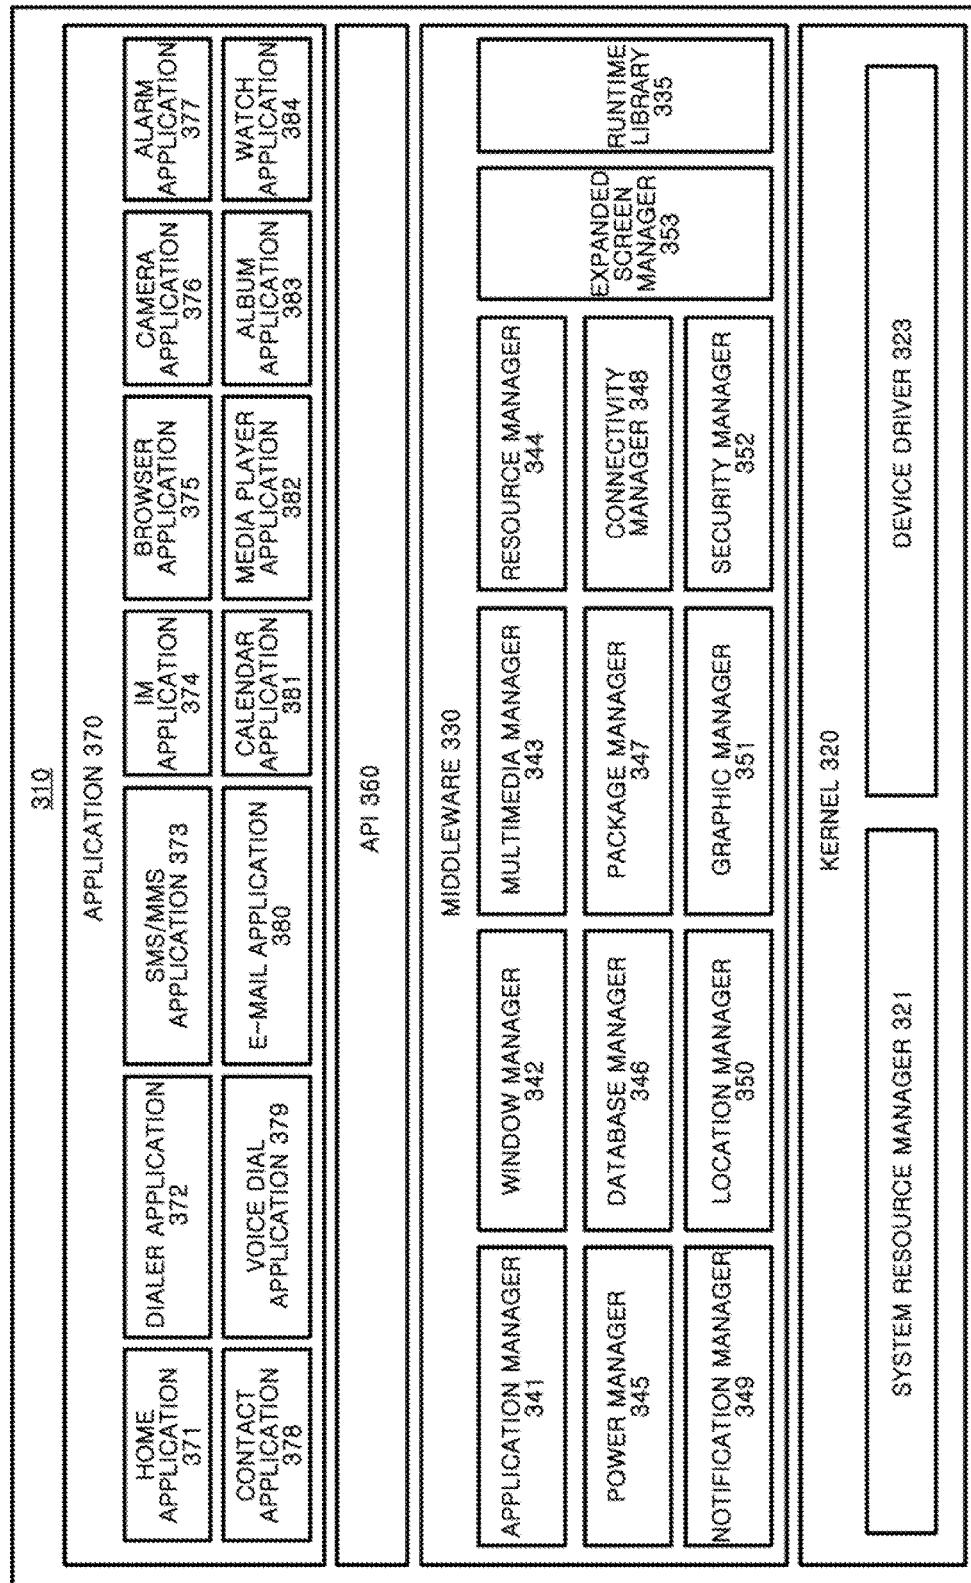 310
APPLICATION 370
HOME
APPLICATION
371
DIALER APPLICATION
372
SMS/MMS
APPLICATION 373
IM
APPLICATION
374
BROWSER
APPLICATION
375
CAMERA
APPLICATION
376
ALARM
APPLICATION
377
CONTACT
APPLICATION
378
VOICE DIAL
APPLICATION 379
E-MAIL APPLICATION
380
CALENDAR
APPLICATION
381
MEDIA PLAYER
APPLICATION
382
ALBUM
APPLICATION
383
WATCH
APPLICATION
384
API 360
MIDDLEWARE 330
APPLICATION MANAGER
341
WINDOW MANAGER
342
MULTIMEDIA MANAGER
343
RESOURCE MANAGER
344
POWER MANAGER
345
DATABASE MANAGER
346
PACKAGE MANAGER
347
CONNECTIVITY
MANAGER 348
NOTIFICATION MANAGER
349
LOCATION MANAGER
350
GRAPHIC MANAGER
351
SECURITY MANAGER
352
EXPANDED
SCREEN
MANAGER
353
RUNTIME
LIBRARY
335
KERNEL 320
SYSTEM RESOURCE MANAGER 321
DEVICE DRIVER 323